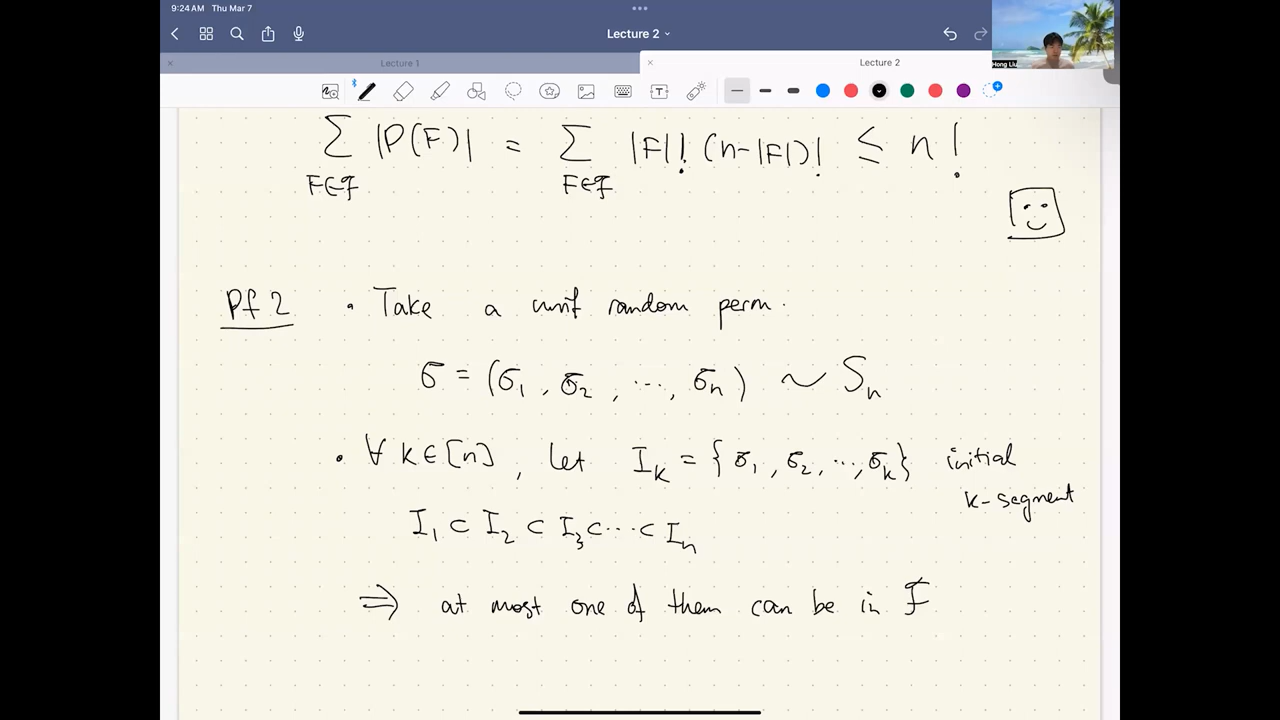 9:24 AM Thu Mar 7
Lecture 2
Hong Liu
Lecture 1
Lecture 2
∑ |P(F)| = ∑ |F|! (n-|F|)! ≤ n!
F∈ℱ F∈ℱ
Pf 2 · Take a unif random perm.
σ = (σ₁, σ₂, ..., σₙ) ~ Sₙ
· ∀ k∈[n], let Iₖ = {σ₁, σ₂, ..., σₖ} initial
k-segment
I₁ ⊂ I₂ ⊂ I₃ ⊂ ... ⊂ Iₙ
⇒ at most one of them can be in ℱ